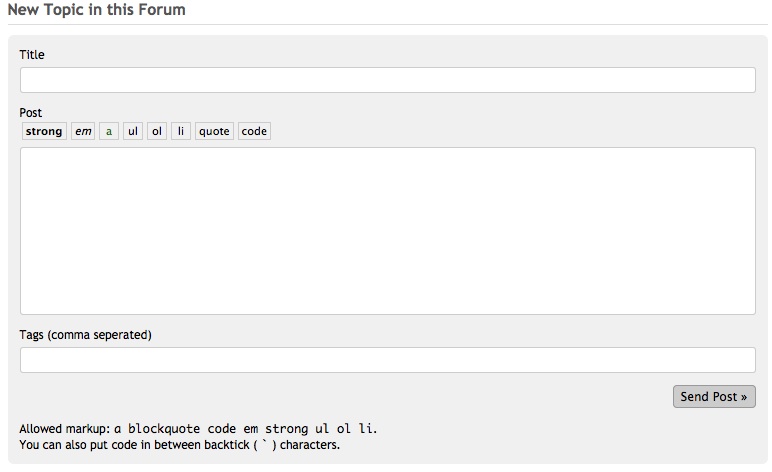 New Topic in this Forum
Title
Post
strong em a ul ol li quote code
Tags (comma seperated)
Send Post »
Allowed markup: a blockquote code em strong ul ol li.
You can also put code in between backtick ( ` ) characters.